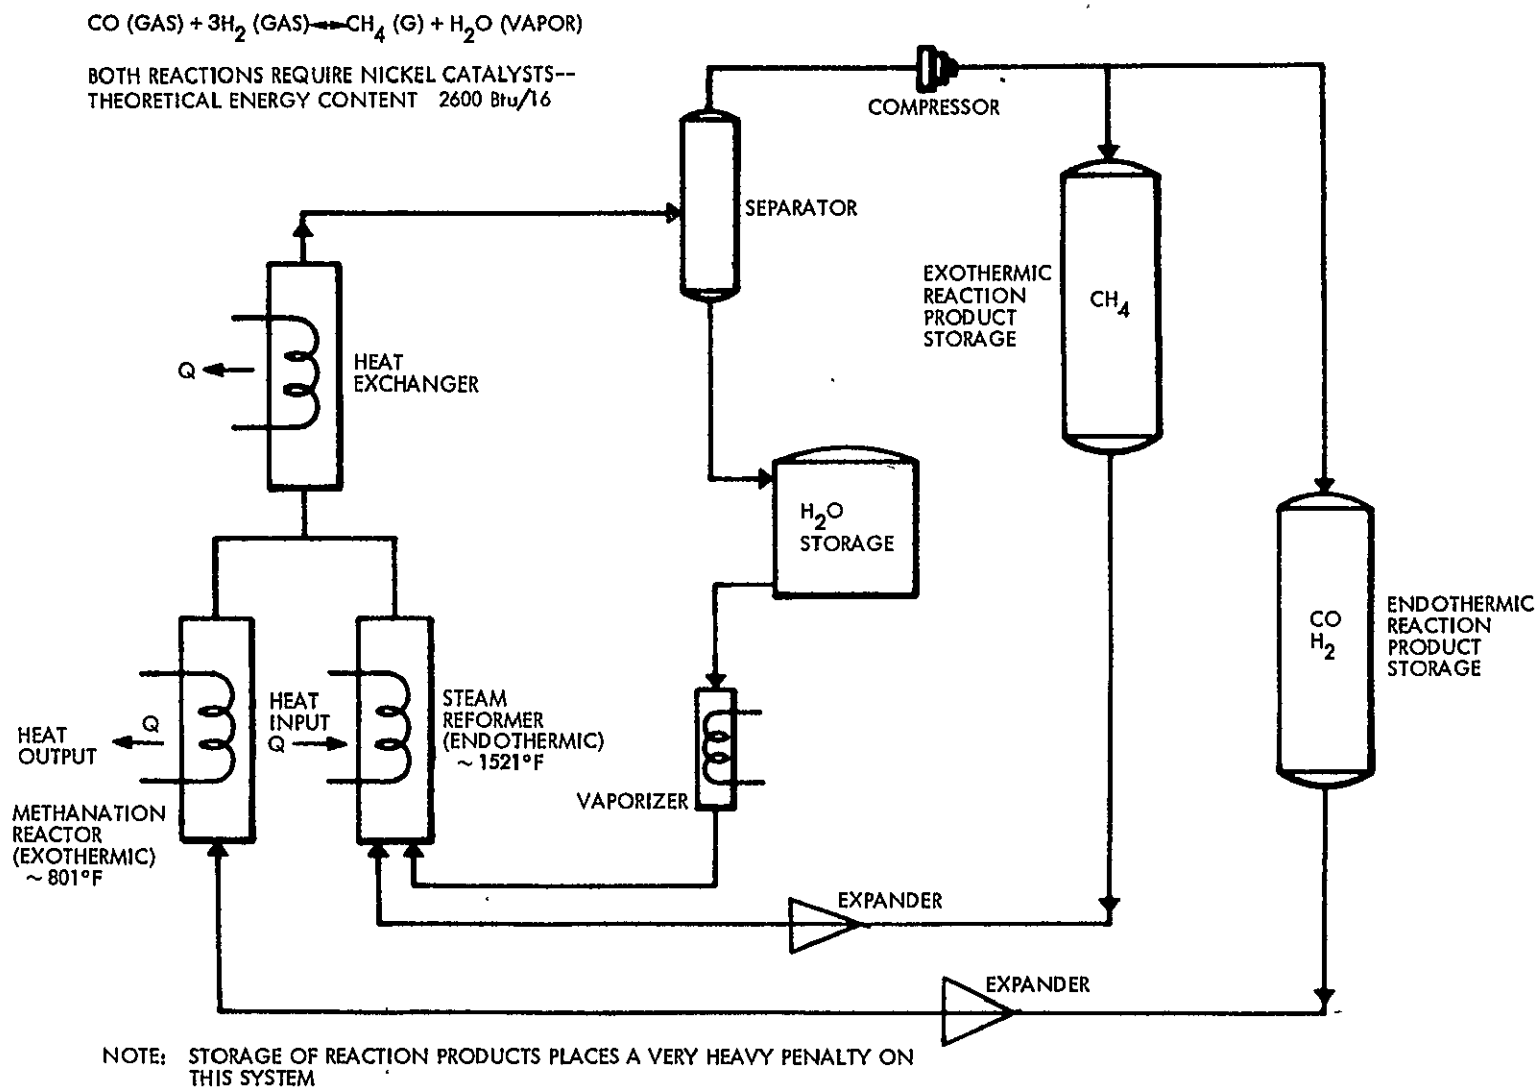 CO (GAS) + 3H2 (GAS)↔CH4 (G) + H2O (VAPOR)
BOTH REACTIONS REQUIRE NICKEL CATALYSTS--
THEORETICAL ENERGY CONTENT 2600 Btu/16
COMPRESSOR
SEPARATOR
EXOTHERMIC
REACTION
PRODUCT
STORAGE
CH4
Q
HEAT
EXCHANGER
H2O
STORAGE
CO
H2
ENDOTHERMIC
REACTION
PRODUCT
STORAGE
HEAT
OUTPUT
Q
HEAT
INPUT
Q
STEAM
REFORMER
(ENDOTHERMIC)
~ 1521°F
VAPORIZER
METHANATION
REACTOR
(EXOTHERMIC)
~ 801°F
EXPANDER
EXPANDER
NOTE: STORAGE OF REACTION PRODUCTS PLACES A VERY HEAVY PENALTY ON
THIS SYSTEM